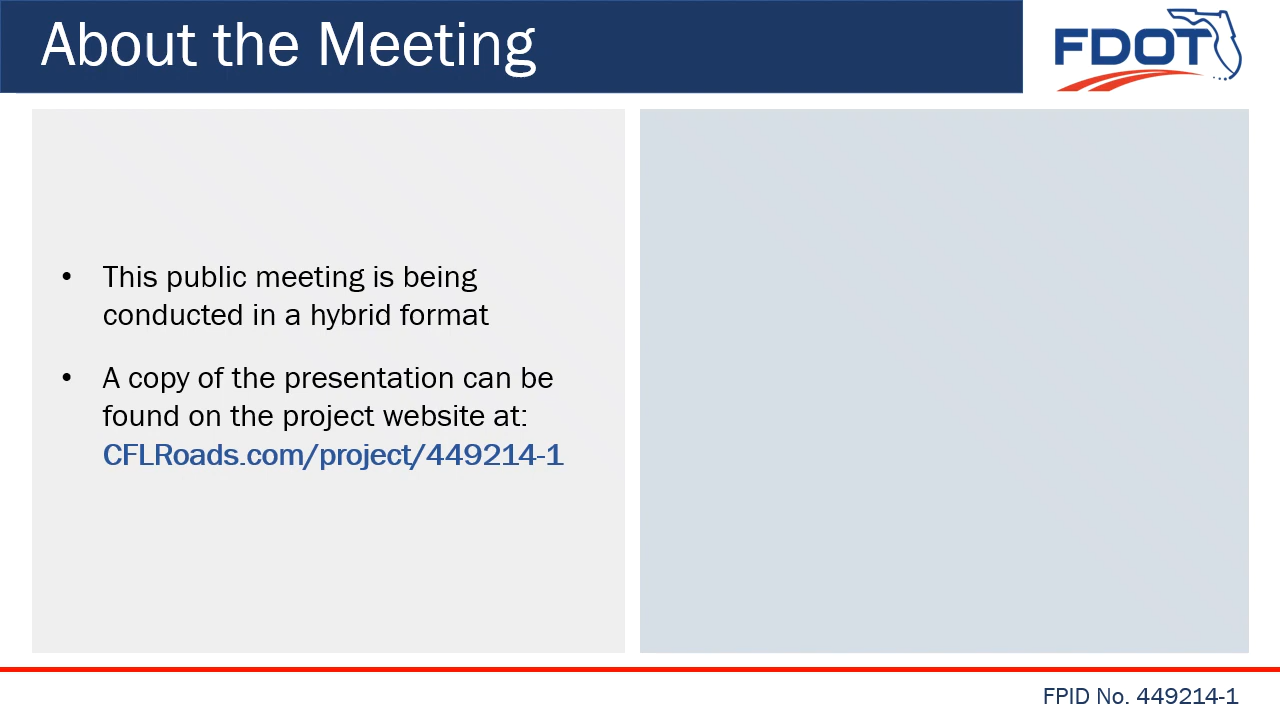 About the Meeting
FDOT
• This public meeting is being
conducted in a hybrid format
• A copy of the presentation can be
found on the project website at:
CFLRoads.com/project/449214-1
FPID No. 449214-1